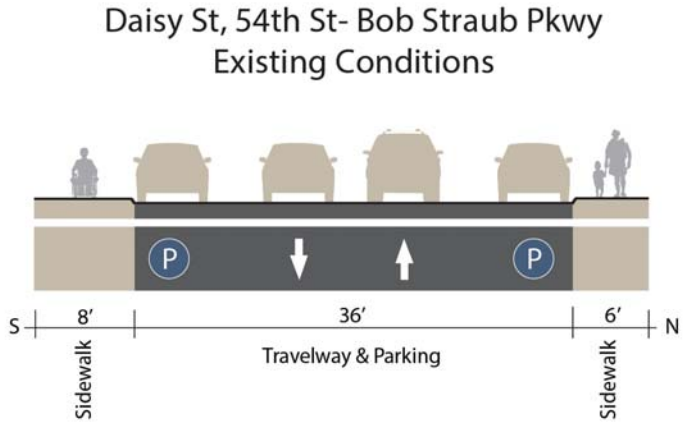 Daisy St, 54th St- Bob Straub Pkwy
Existing Conditions
P
P
S
8'
36'
6'
N
Sidewalk
Travelway & Parking
Sidewalk